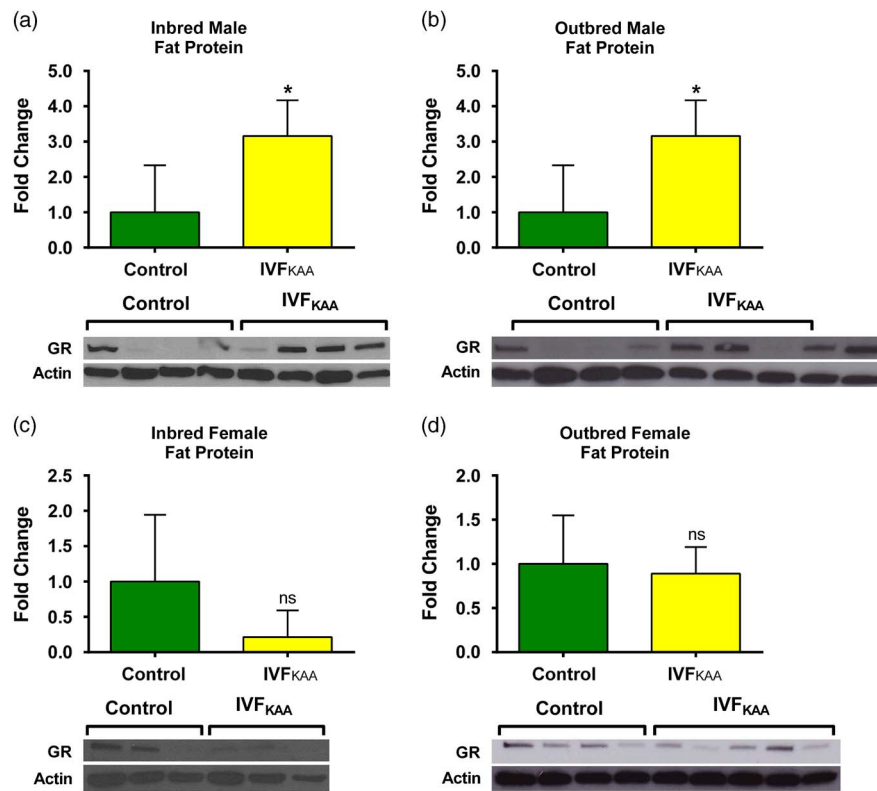 (a)
Inbred Male
Fat Protein
Fold Change
5.0
4.0
3.0
2.0
1.0
0.0
*
Control
IVFKAA
Control
IVFKAA
GR
Actin
(b)
Outbred Male
Fat Protein
Fold Change
5.0
4.0
3.0
2.0
1.0
0.0
*
Control
IVFKAA
Control
IVFKAA
GR
Actin
(c)
Inbred Female
Fat Protein
Fold Change
2.5
2.0
1.5
1.0
0.5
0.0
ns
Control
IVFKAA
Control
IVFKAA
GR
Actin
(d)
Outbred Female
Fat Protein
Fold Change
2.0
1.5
1.0
0.5
0.0
ns
Control
IVFKAA
Control
IVFKAA
GR
Actin